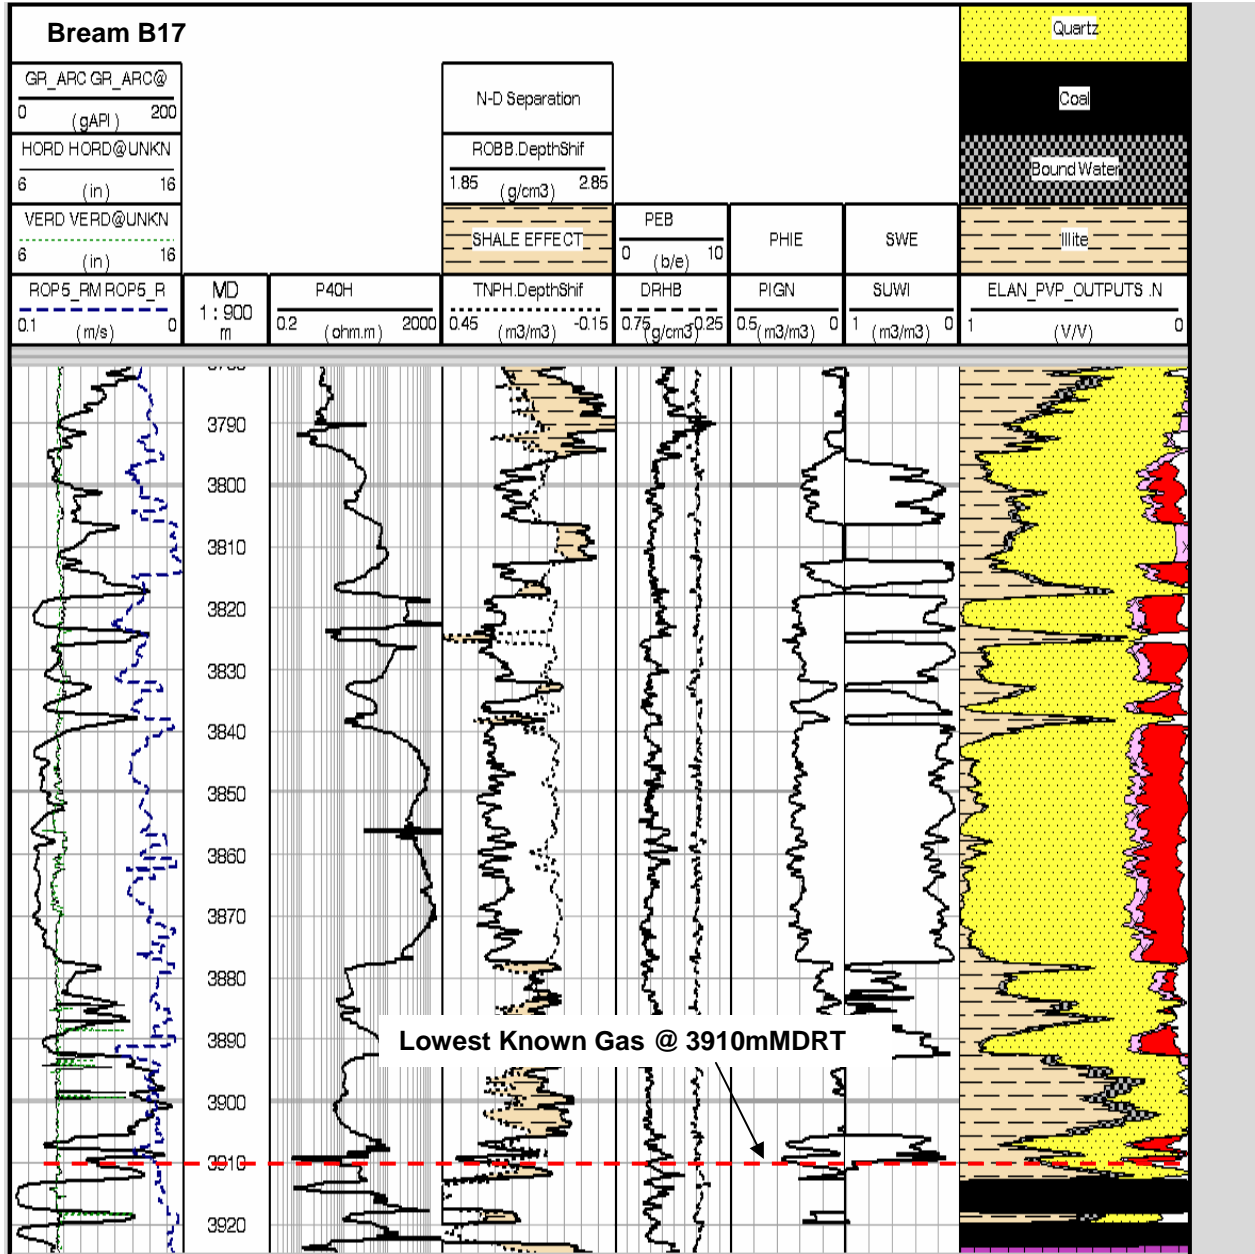 Bream B17
Quartz
GR_ARC GR_ARC@
0 (gAPI) 200
N-D Separation
Coal
HORD HORD@UNKN
6 (in) 16
ROBB.DepthShif
1.85 (g/cm3) 2.85
Bound Water
VERD VERD@UNKN
6 (in) 16
SHALE EFFECT
PEB
0 (b/e) 10
PHIE
SWE
Illite
ROP5_RM ROP5_R
0.1 (m/s) 0
MD
1 : 900
m
P40H
0.2 (ohm.m) 2000
TNPH.DepthShif
0.45 (m3/m3) -0.15
DRHB
0.75 g/cm3 -0.25
PIGN
0.5 (m3/m3) 0
SUWI
1 (m3/m3) 0
ELAN_PVP_OUTPUTS .N
1 (V/V) 0
3790
3800
3810
3820
3830
3840
3850
3860
3870
3880
3890
Lowest Known Gas @ 3910mMDRT
3900
3910
3920